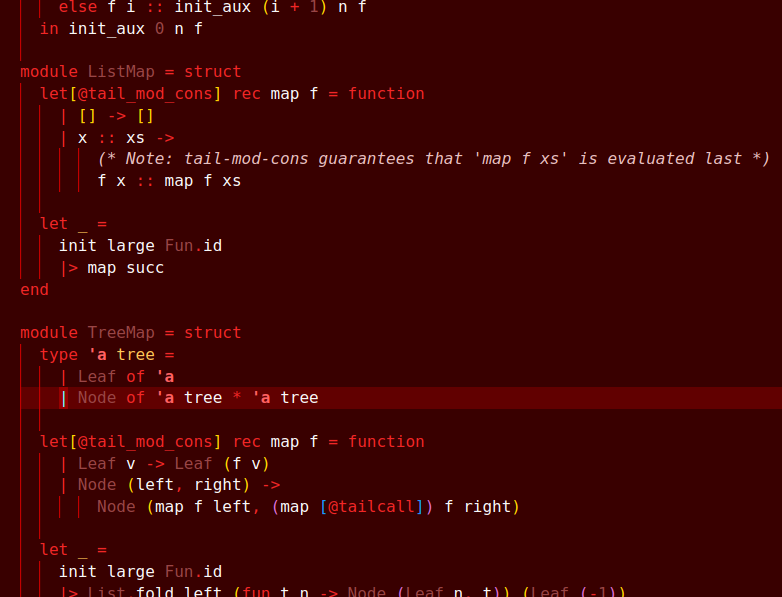 else f i :: init_aux (i + 1) n f
in init_aux 0 n f
module ListMap = struct
let[@tail_mod_cons] rec map f = function
| [] -> []
| x :: xs ->
(* Note: tail-mod-cons guarantees that 'map f xs' is evaluated last *)
f x :: map f xs
let _ =
init large Fun.id
|> map succ
end
module TreeMap = struct
type 'a tree =
| Leaf of 'a
| Node of 'a tree * 'a tree
let[@tail_mod_cons] rec map f = function
| Leaf v -> Leaf (f v)
| Node (left, right) ->
Node (map f left, (map [@tailcall]) f right)
let _ =
init large Fun.id
|> List.fold_left (fun t n -> Node (Leaf n, t)) (Leaf (-1))